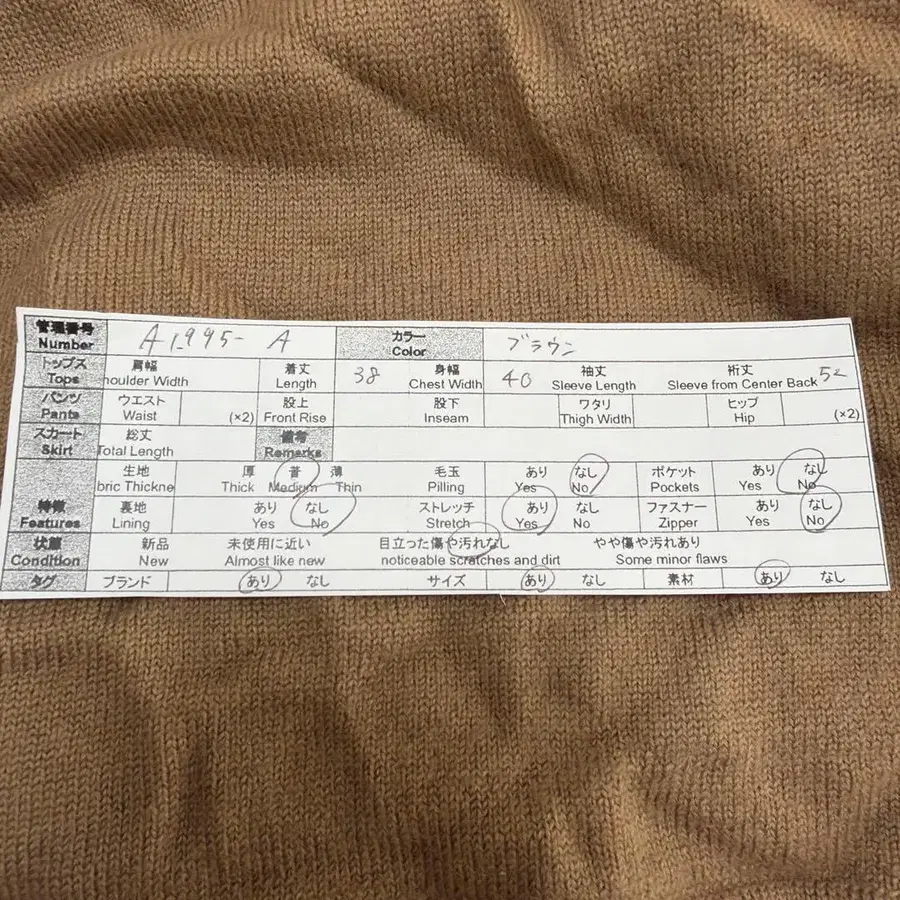 管理番号 A1995-A カラー ブラウン
Number Color
トップス 肩幅 着丈 38 身幅 40 袖丈 裄丈 52
Tops houlder Width Length Chest Width Sleeve Length Sleeve from Center Back
パンツ ウエスト 股上 股下 ワタリ ヒップ
Pants Waist (×2) Front Rise Inseam Thigh Width Hip (×2)
スカート 総丈 備考
Skirt Total Length Remarks
生地 厚 普 薄 毛玉 あり なし ポケット あり なし
bric Thickne Thick Medium Thin Pilling Yes No Pockets Yes No
特徴 裏地 あり なし ストレッチ あり なし ファスナー あり なし
Features Lining Yes No Stretch Yes No Zipper Yes No
状態 新品 未使用に近い 目立った傷や汚れなし やや傷や汚れあり
Condition New Almost like new noticeable scratches and dirt Some minor flaws
タグ ブランド あり なし サイズ あり なし 素材 あり なし